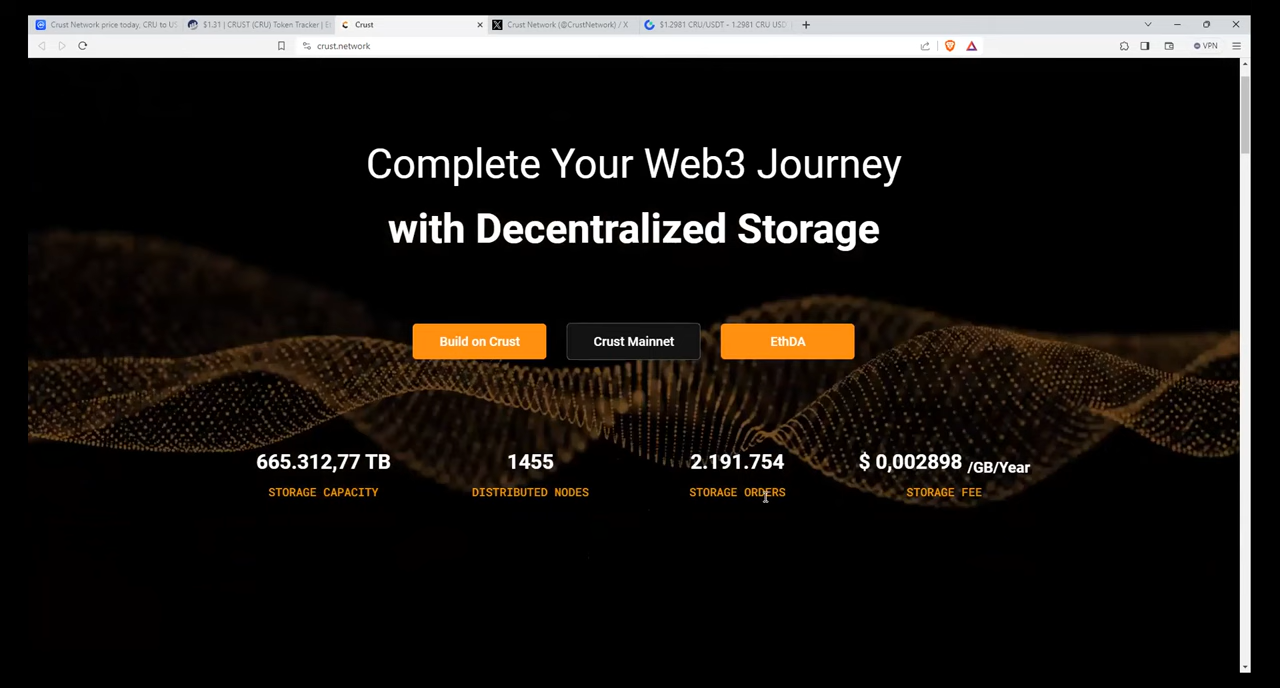 Crust Network price today, CRU to US
$1.31 | CRUST (CRU) Token Tracker | E
Crust
Crust Network (@CrustNetwork) / X
$1.2981 CRU/USDT - 1.2981 CRU USD
crust.network
VPN
Complete Your Web3 Journey
with Decentralized Storage
Build on Crust
Crust Mainnet
EthDA
665.312,77 TB
1455
2.191.754
$ 0,002898 /GB/Year
STORAGE CAPACITY
DISTRIBUTED NODES
STORAGE ORDERS
STORAGE FEE